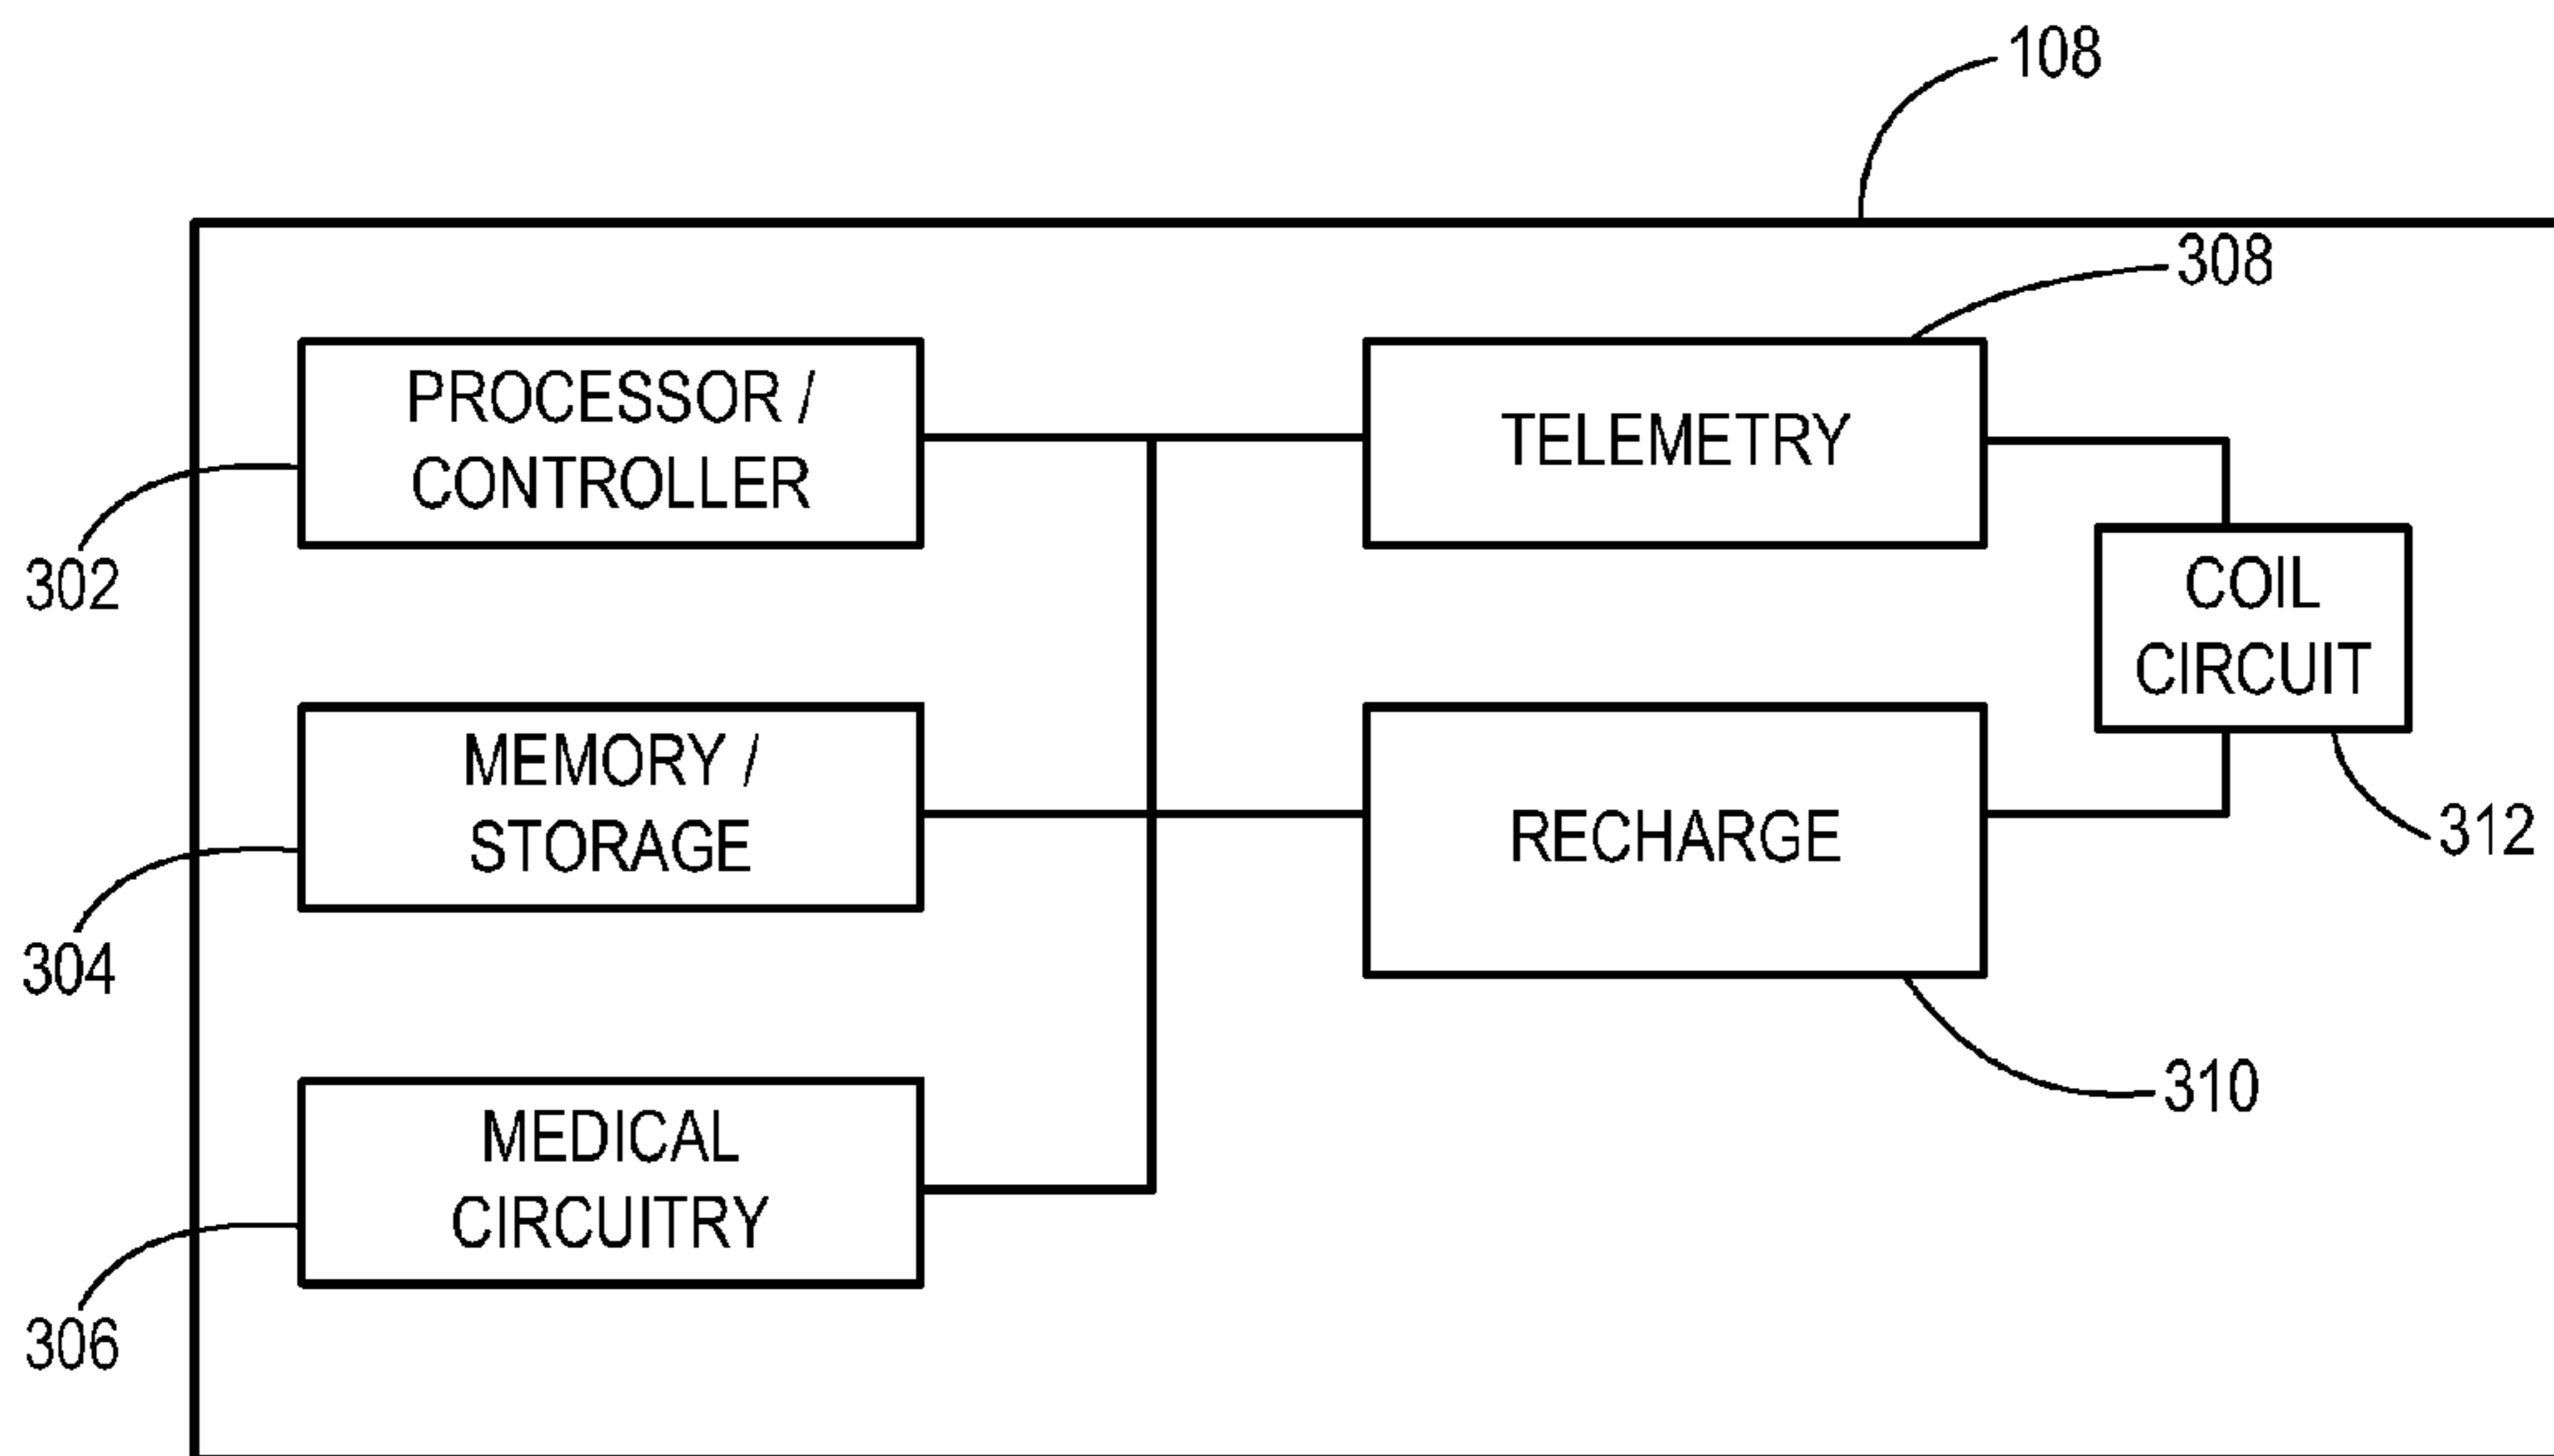 108
308
PROCESSOR /
CONTROLLER
TELEMETRY
302
COIL
CIRCUIT
MEMORY /
STORAGE
RECHARGE
312
304
310
MEDICAL
CIRCUITRY
306